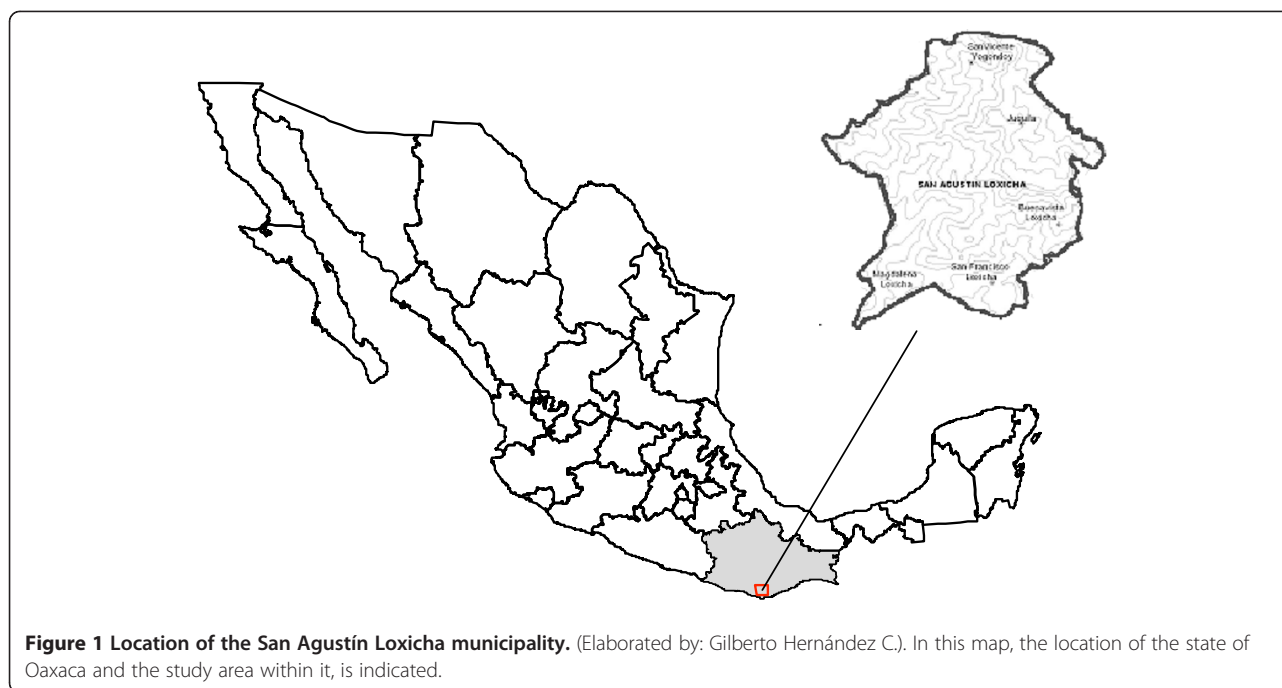 San Vicente
Yogondoy
Juquila
SAN AGUSTIN LOXICHA
Buenavista
Loxicha
San Francisco
Loxicha
Magdalena
Loxicha
Figure 1 Location of the San Agustín Loxicha municipality. (Elaborated by: Gilberto Hernández C.). In this map, the location of the state of
Oaxaca and the study area within it, is indicated.